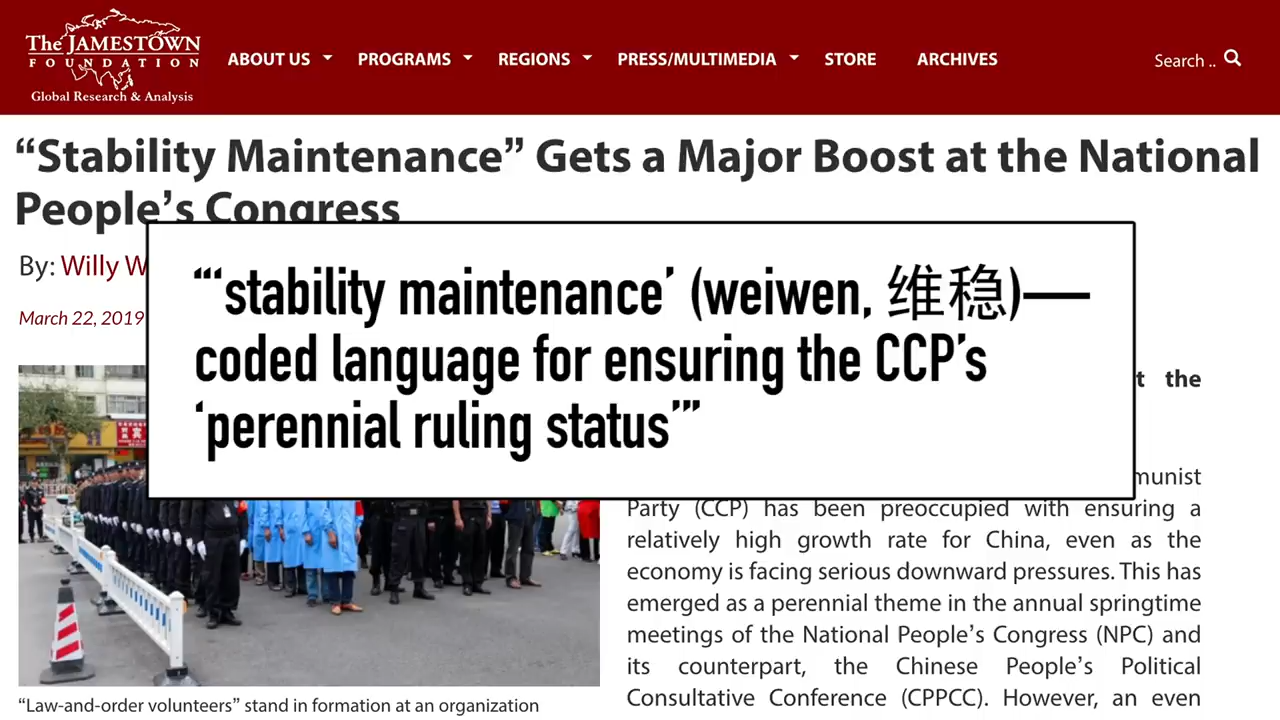 The JAMESTOWN
FOUNDATION
Global Research & Analysis
ABOUT US PROGRAMS REGIONS PRESS/MULTIMEDIA STORE ARCHIVES Search ..
“Stability Maintenance” Gets a Major Boost at the National
People’s Congress
By: Willy W
March 22, 2019
“‘stability maintenance’ (weiwen, 维稳)—
coded language for ensuring the CCP’s
‘perennial ruling status’”
t the
munist
Party (CCP) has been preoccupied with ensuring a
relatively high growth rate for China, even as the
economy is facing serious downward pressures. This has
emerged as a perennial theme in the annual springtime
meetings of the National People’s Congress (NPC) and
its counterpart, the Chinese People’s Political
Consultative Conference (CPPCC). However, an even
“Law-and-order volunteers” stand in formation at an organization